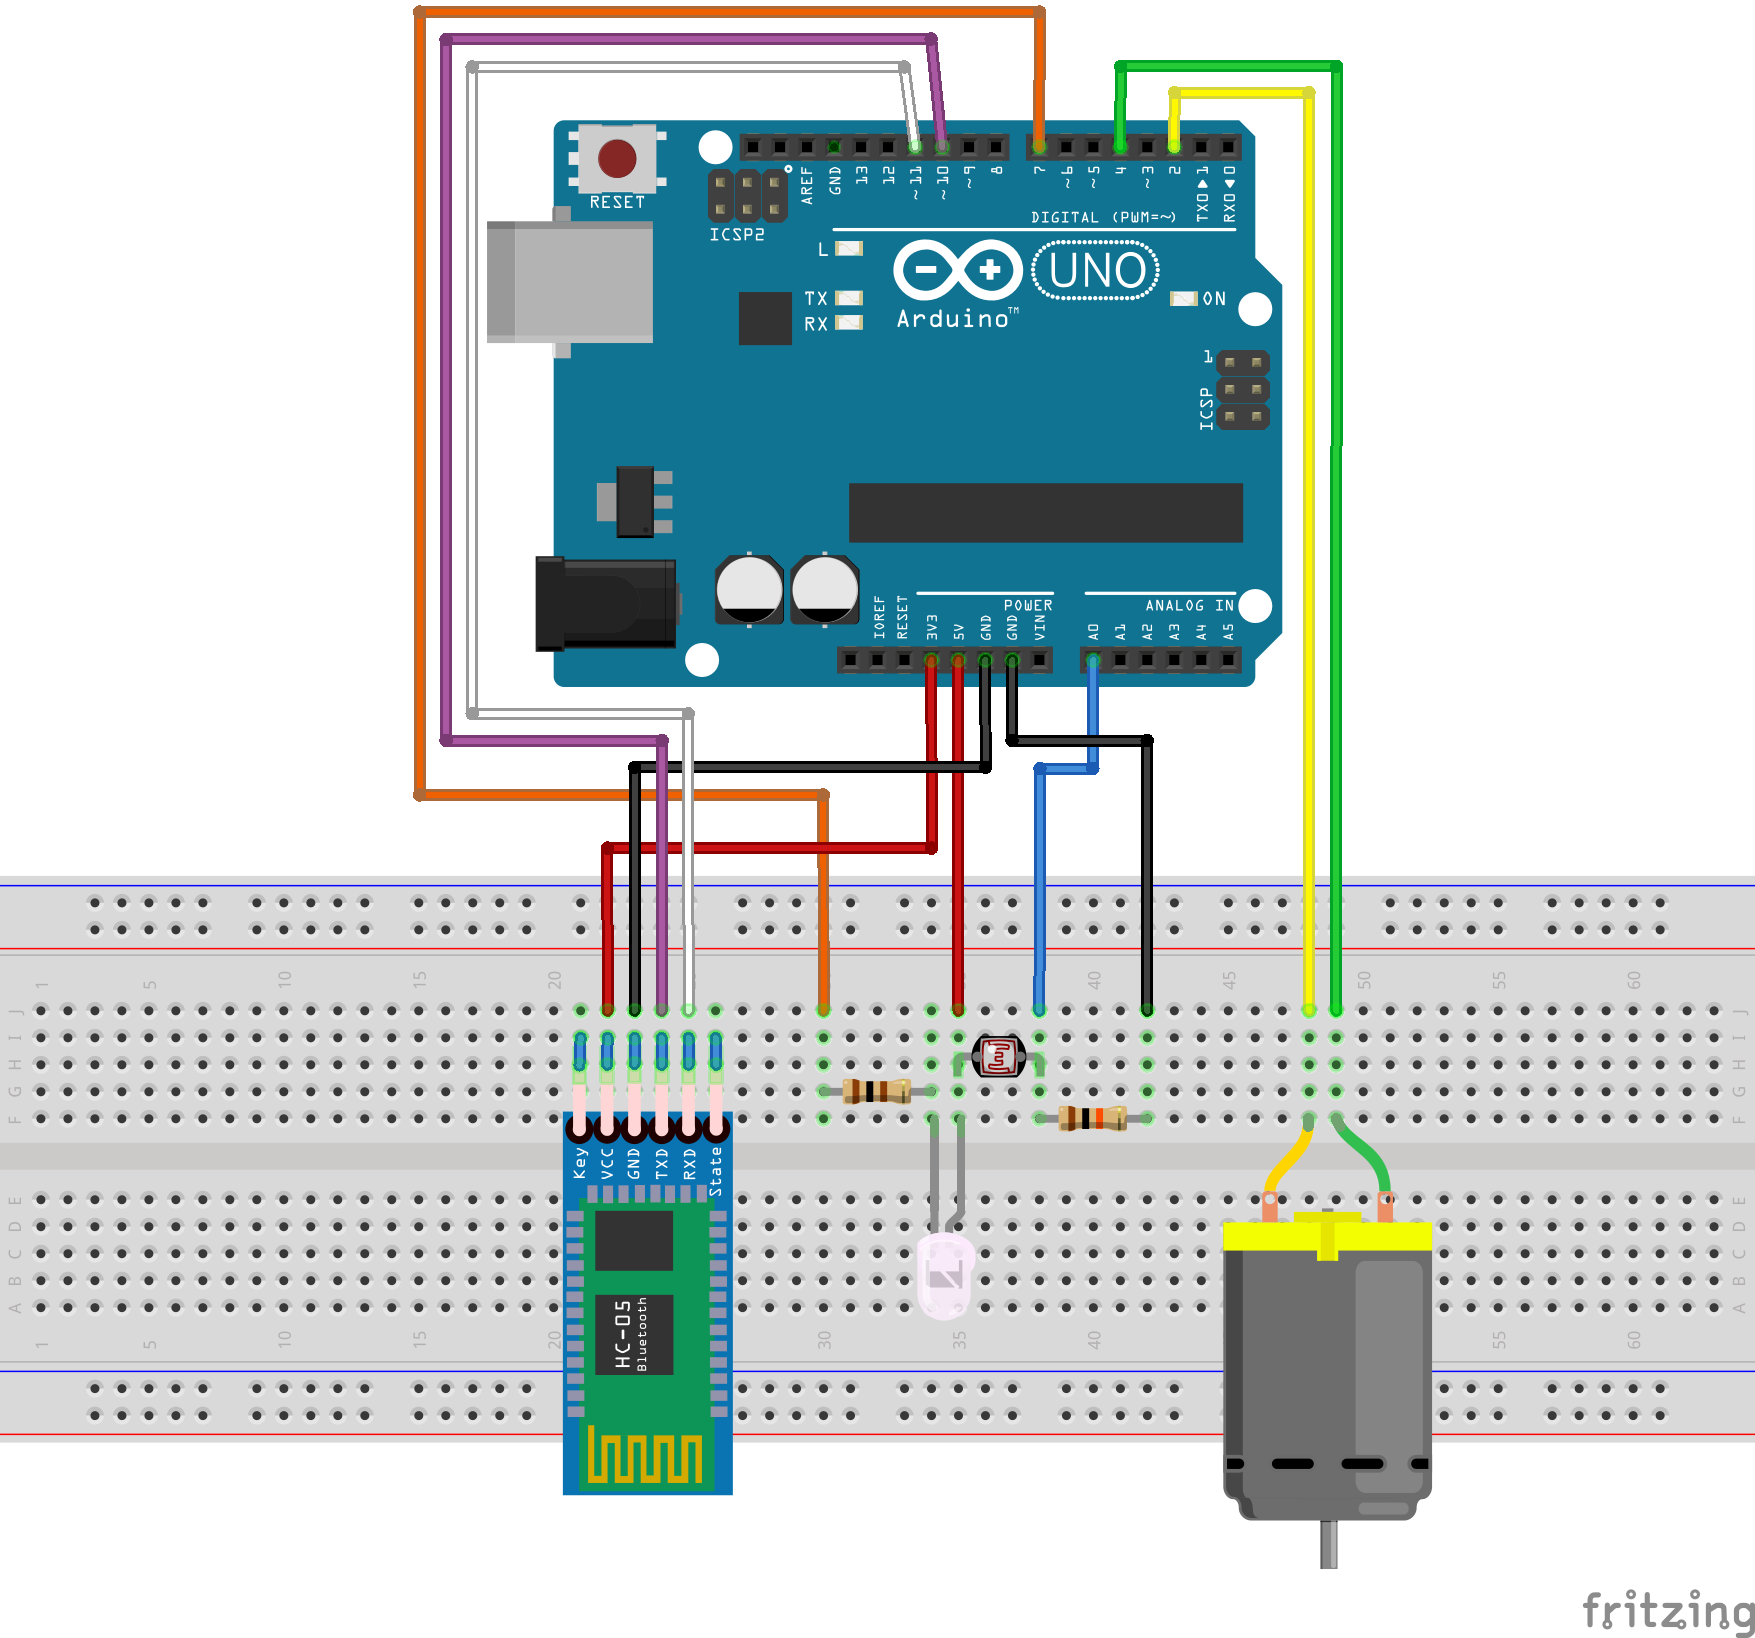 RESET
ICSP2
AREF
GND
13
12
~11
~10
~9
8
7
~6
~5
4
~3
2
TX0▶1
RX0◀0
DIGITAL (PWM=~)
L
TX
RX
UNO
Arduino™
ON
1
ICSP
POWER
ANALOG IN
IOREF
RESET
3V3
5V
GND
GND
VIN
A0
A1
A2
A3
A4
A5
1
5
10
15
20
40
45
50
55
60
J
J
I
I
H
H
G
G
F
F
Key
VCC
GND
TXD
RXD
State
E
E
D
D
C
C
B
B
A
A
HC-05
Bluetooth
1
5
10
15
20
30
35
40
55
60
fritzing